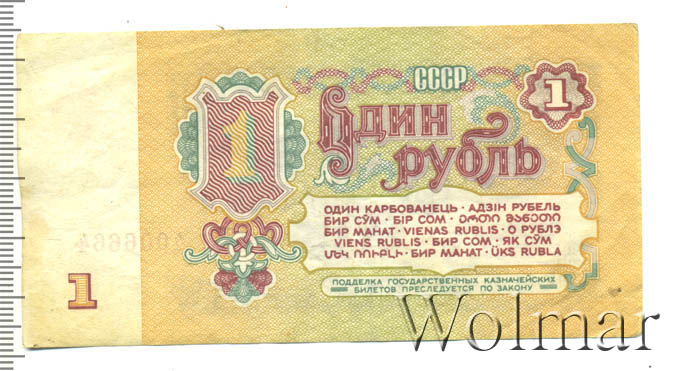 СССР
1
1
Один
рубль
ОДИН КАРБОВАНЕЦЬ · АДЗІН РУБЕЛЬ
БИР СЎМ · БІР СОМ · ᲔᲠᲗᲘ ᲛᲐᲜᲔᲗᲘ
БИР МАНАТ · VIENAS RUBLIS · О РУБЛЭ
VIENS RUBLIS · БИР СОМ · ЯК СЎМ
ՄԵԿ ՌՈՒԲԼԻ · БИР МАНАТ · ÜKS RUBLA
ПОДДЕЛКА ГОСУДАРСТВЕННЫХ КАЗНАЧЕЙСКИХ
БИЛЕТОВ ПРЕСЛЕДУЕТСЯ ПО ЗАКОНУ
1
Wolmar